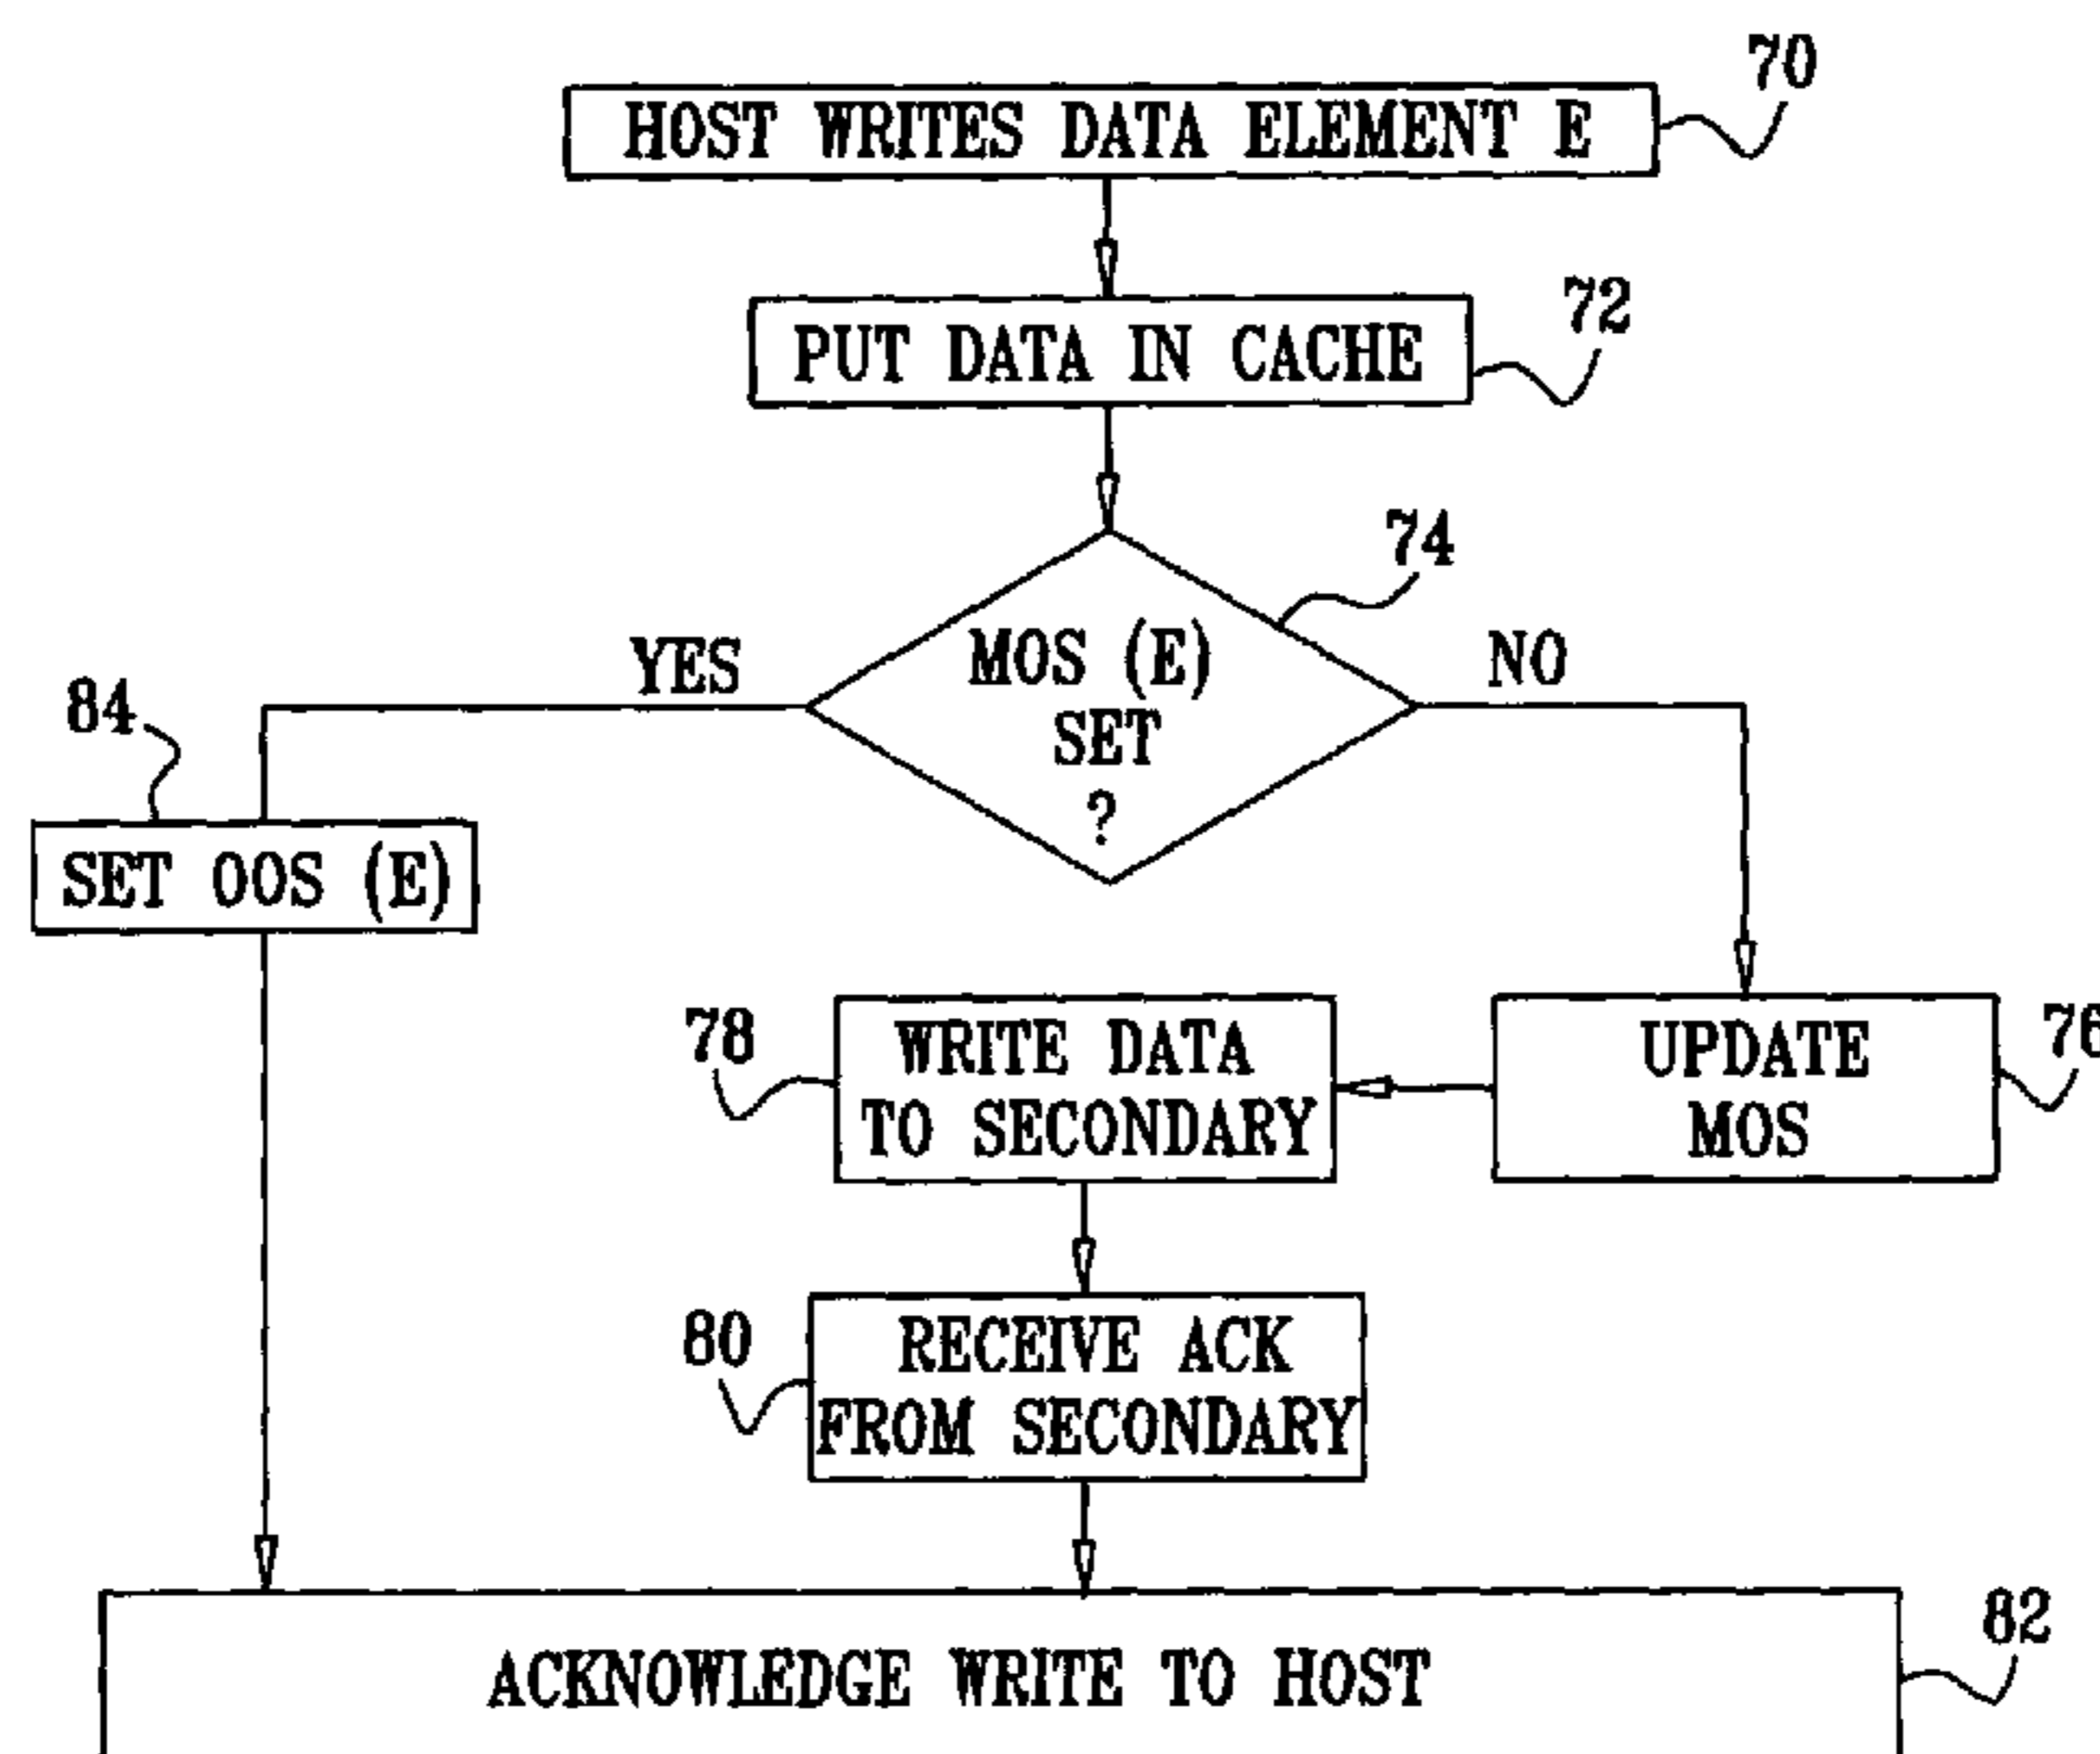 70
HOST WRITES DATA ELEMENT E
72
PUT DATA IN CACHE
74
MOS (E)
SET
?
YES
NO
84
SET OOS (E)
78
WRITE DATA
TO SECONDARY
76
UPDATE
MOS
80
RECEIVE ACK
FROM SECONDARY
82
ACKNOWLEDGE WRITE TO HOST